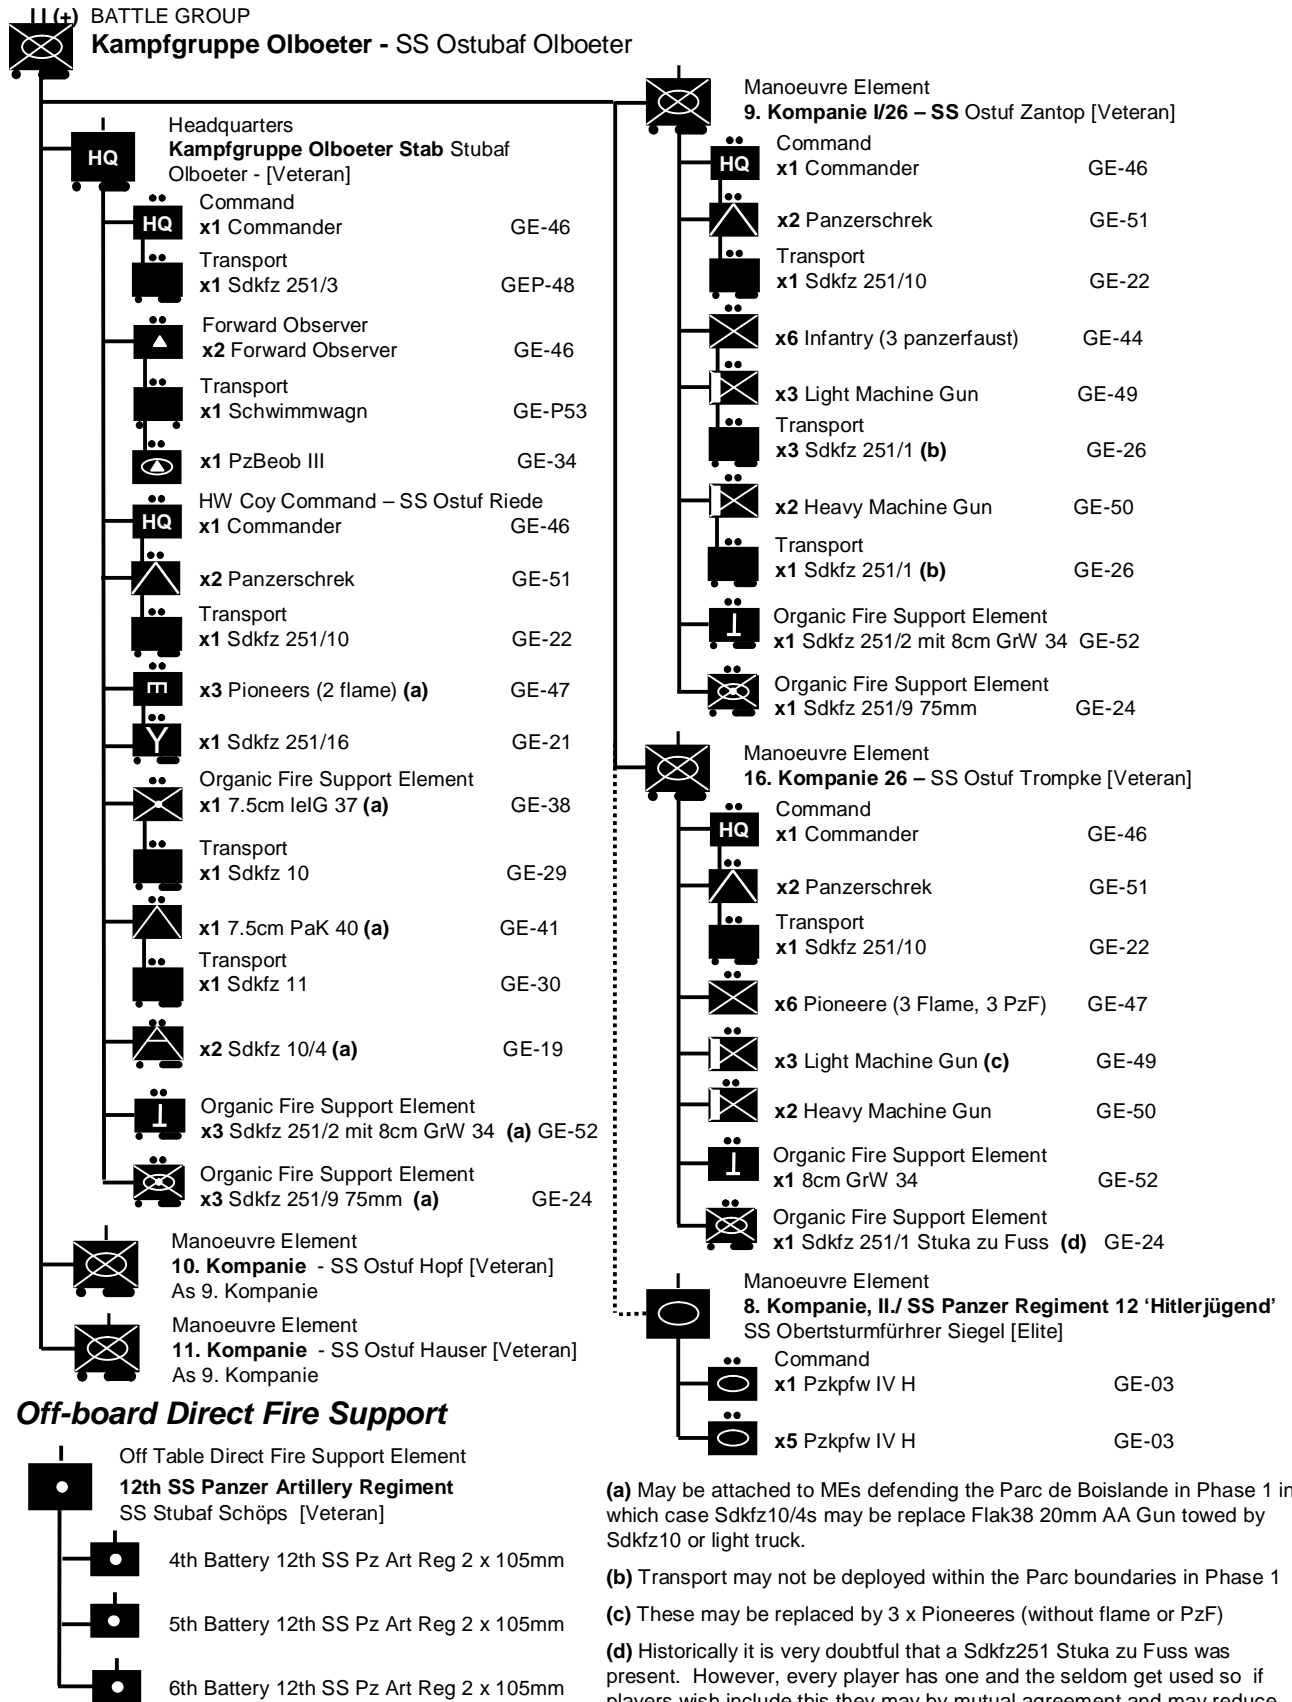 II (+) BATTLE GROUP
Kampfgruppe Olboeter - SS Ostubaf Olboeter
Headquarters
HQ
Kampfgruppe Olboeter Stab Stubaf
Olboeter - [Veteran]
Command
HQ
x1 Commander GE-46
Transport
x1 Sdkfz 251/3 GEP-48
Forward Observer
x2 Forward Observer GE-46
Transport
x1 Schwimmwagn GE-P53
x1 PzBeob III GE-34
HW Coy Command – SS Ostuf Riede
HQ
x1 Commander GE-46
x2 Panzerschrek GE-51
Transport
x1 Sdkfz 251/10 GE-22
x3 Pioneers (2 flame) (a) GE-47
x1 Sdkfz 251/16 GE-21
Organic Fire Support Element
x1 7.5cm leIG 37 (a) GE-38
Transport
x1 Sdkfz 10 GE-29
x1 7.5cm PaK 40 (a) GE-41
Transport
x1 Sdkfz 11 GE-30
x2 Sdkfz 10/4 (a) GE-19
Organic Fire Support Element
x3 Sdkfz 251/2 mit 8cm GrW 34 (a) GE-52
Organic Fire Support Element
x3 Sdkfz 251/9 75mm (a) GE-24
Manoeuvre Element
10. Kompanie - SS Ostuf Hopf [Veteran]
As 9. Kompanie
Manoeuvre Element
11. Kompanie - SS Ostuf Hauser [Veteran]
As 9. Kompanie
Off-board Direct Fire Support
Off Table Direct Fire Support Element
12th SS Panzer Artillery Regiment
SS Stubaf Schöps [Veteran]
4th Battery 12th SS Pz Art Reg 2 x 105mm
5th Battery 12th SS Pz Art Reg 2 x 105mm
6th Battery 12th SS Pz Art Reg 2 x 105mm
Manoeuvre Element
9. Kompanie I/26 – SS Ostuf Zantop [Veteran]
Command
HQ
x1 Commander GE-46
x2 Panzerschrek GE-51
Transport
x1 Sdkfz 251/10 GE-22
x6 Infantry (3 panzerfaust) GE-44
x3 Light Machine Gun GE-49
Transport
x3 Sdkfz 251/1 (b) GE-26
x2 Heavy Machine Gun GE-50
Transport
x1 Sdkfz 251/1 (b) GE-26
Organic Fire Support Element
x1 Sdkfz 251/2 mit 8cm GrW 34 GE-52
Organic Fire Support Element
x1 Sdkfz 251/9 75mm GE-24
Manoeuvre Element
16. Kompanie 26 – SS Ostuf Trompke [Veteran]
Command
HQ
x1 Commander GE-46
x2 Panzerschrek GE-51
Transport
x1 Sdkfz 251/10 GE-22
x6 Pioneere (3 Flame, 3 PzF) GE-47
x3 Light Machine Gun (c) GE-49
x2 Heavy Machine Gun GE-50
Organic Fire Support Element
x1 8cm GrW 34 GE-52
Organic Fire Support Element
x1 Sdkfz 251/1 Stuka zu Fuss (d) GE-24
Manoeuvre Element
8. Kompanie, II./ SS Panzer Regiment 12 'Hitlerjügend'
SS Obertsturmfürhrer Siegel [Elite]
Command
x1 Pzkpfw IV H GE-03
x5 Pzkpfw IV H GE-03
(a) May be attached to MEs defending the Parc de Boislande in Phase 1 in
which case Sdkfz10/4s may be replace Flak38 20mm AA Gun towed by
Sdkfz10 or light truck.
(b) Transport may not be deployed within the Parc boundaries in Phase 1
(c) These may be replaced by 3 x Pioneeres (without flame or PzF)
(d) Historically it is very doubtful that a Sdkfz251 Stuka zu Fuss was
present. However, every player has one and the seldom get used so if
players wish include this they may by mutual agreement and may reduce